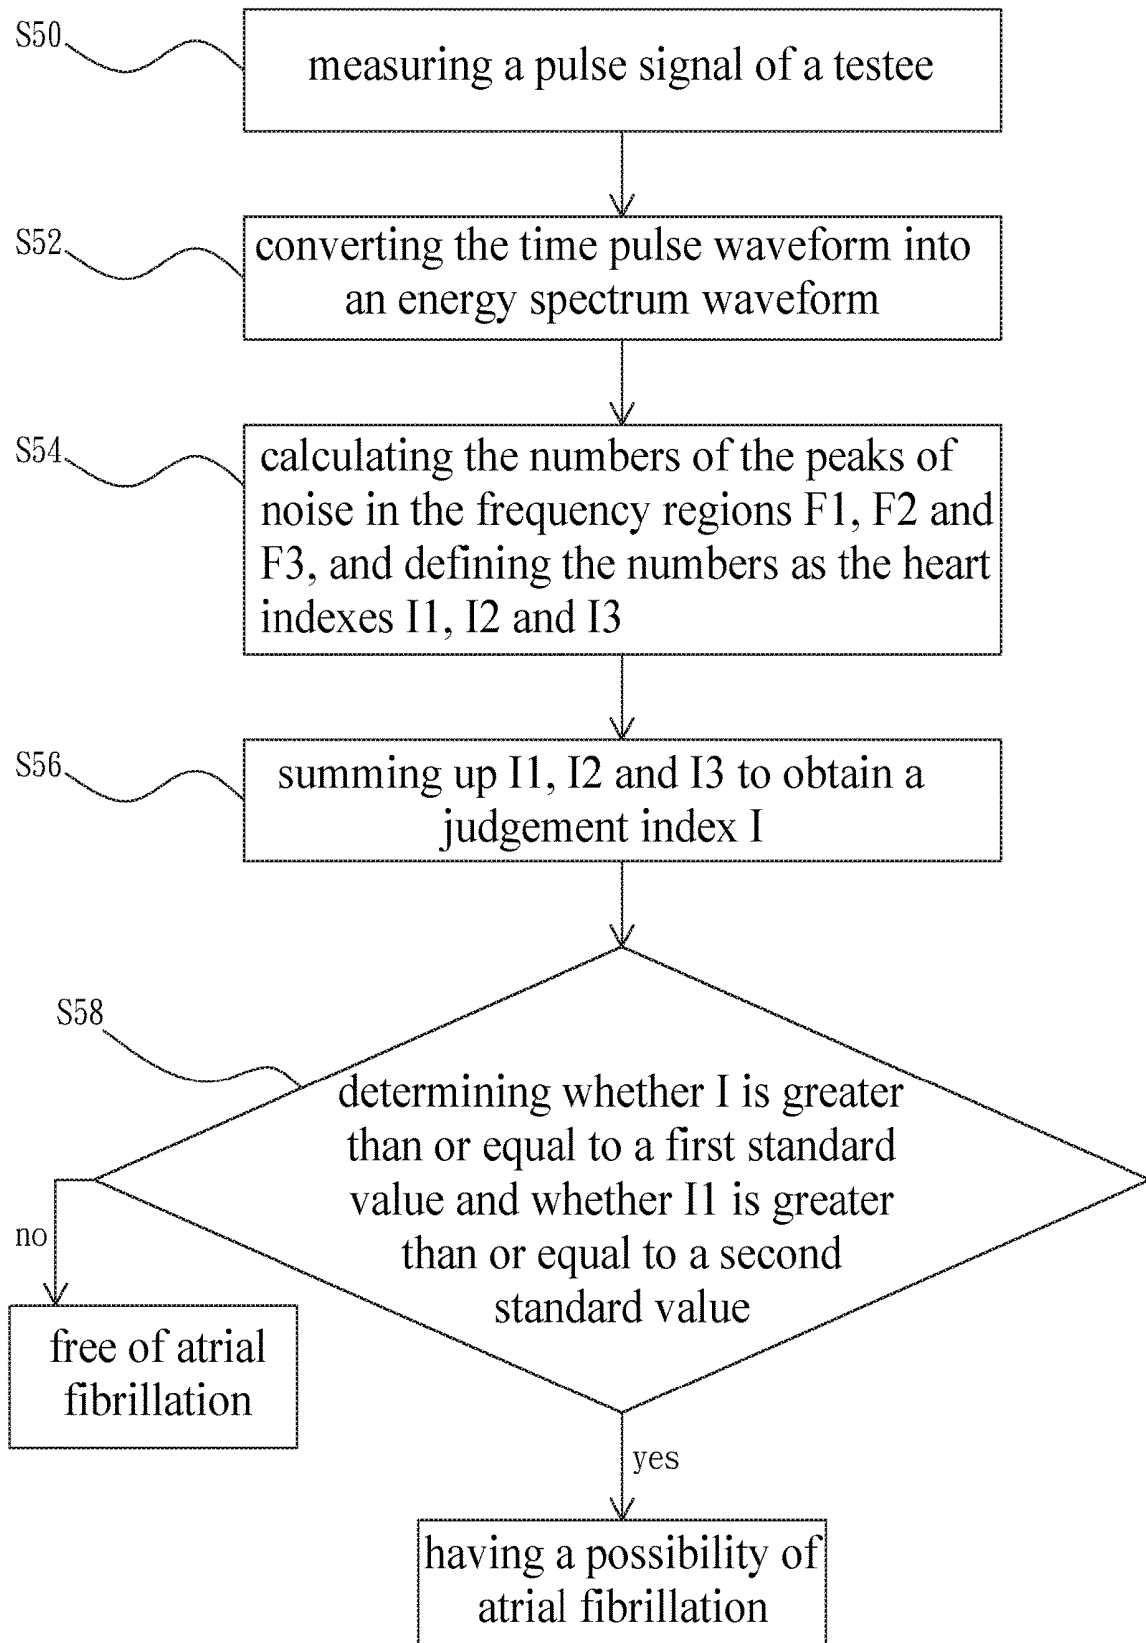 S50
measuring a pulse signal of a testee
S52
converting the time pulse waveform into
an energy spectrum waveform
S54
calculating the numbers of the peaks of
noise in the frequency regions F1, F2 and
F3, and defining the numbers as the heart
indexes I1, I2 and I3
S56
summing up I1, I2 and I3 to obtain a
judgement index I
S58
determining whether I is greater
than or equal to a first standard
value and whether I1 is greater
than or equal to a second
standard value
no
free of atrial
fibrillation
yes
having a possibility of
atrial fibrillation